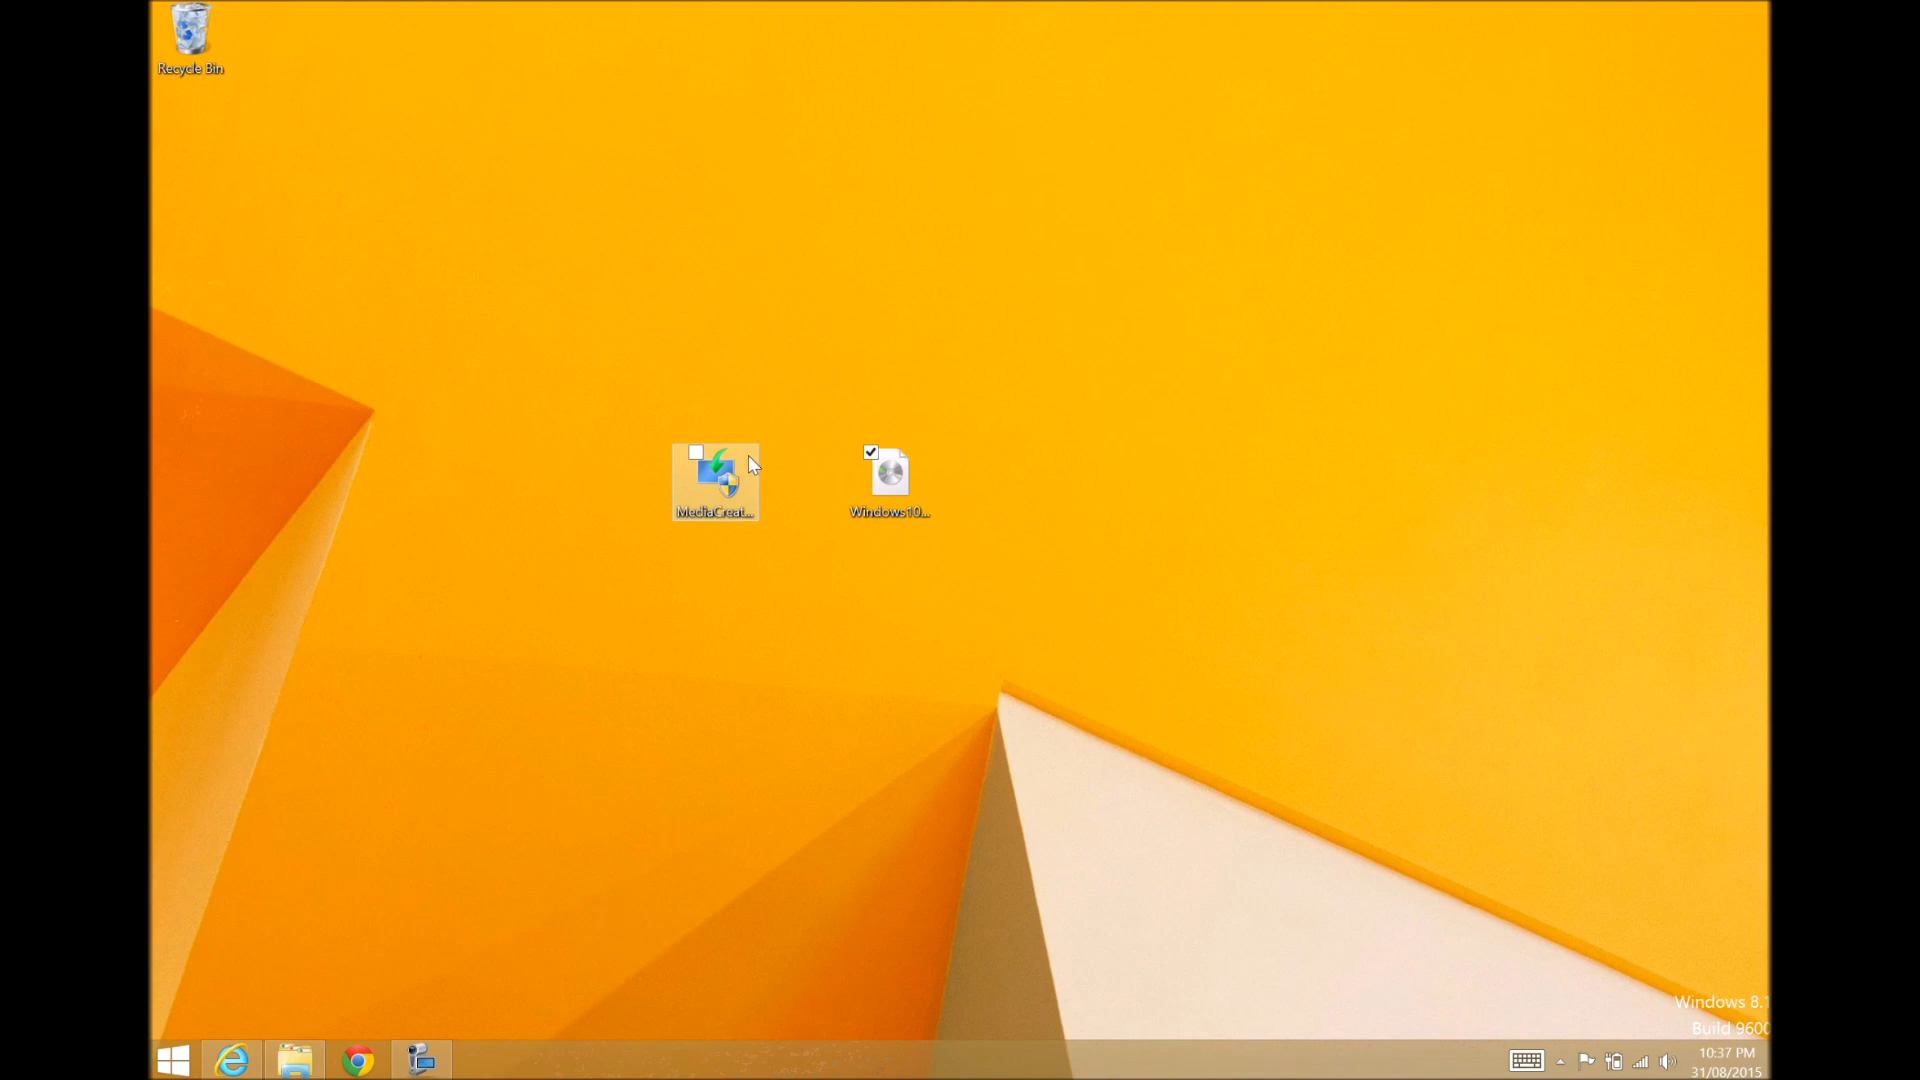 Recycle Bin
MediaCreat...
Windows10...
Windows 8.1
Build 9600
10:37 PM
31/08/2015